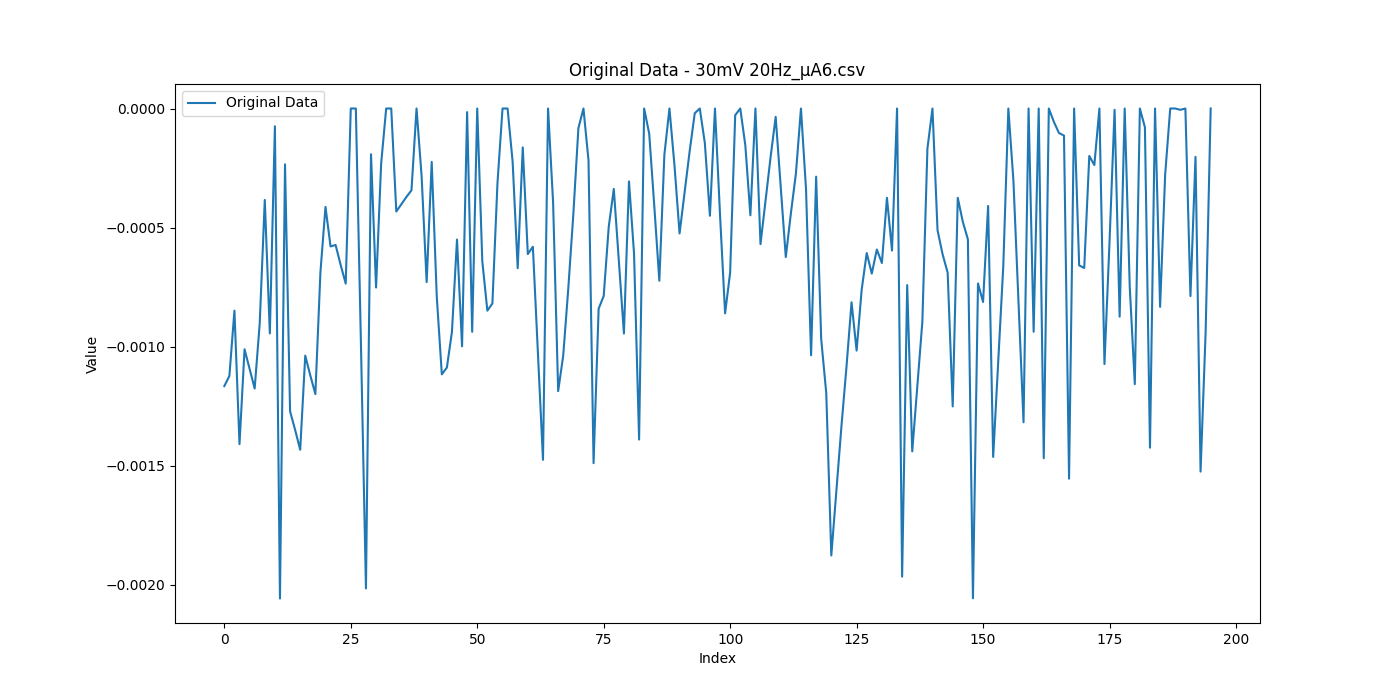 Original Data - 30mV 20Hz_μA6.csv
Original Data
0.0000
−0.0005
−0.0010
−0.0015
−0.0020
Value
0 25 50 75 100 125 150 175 200
Index